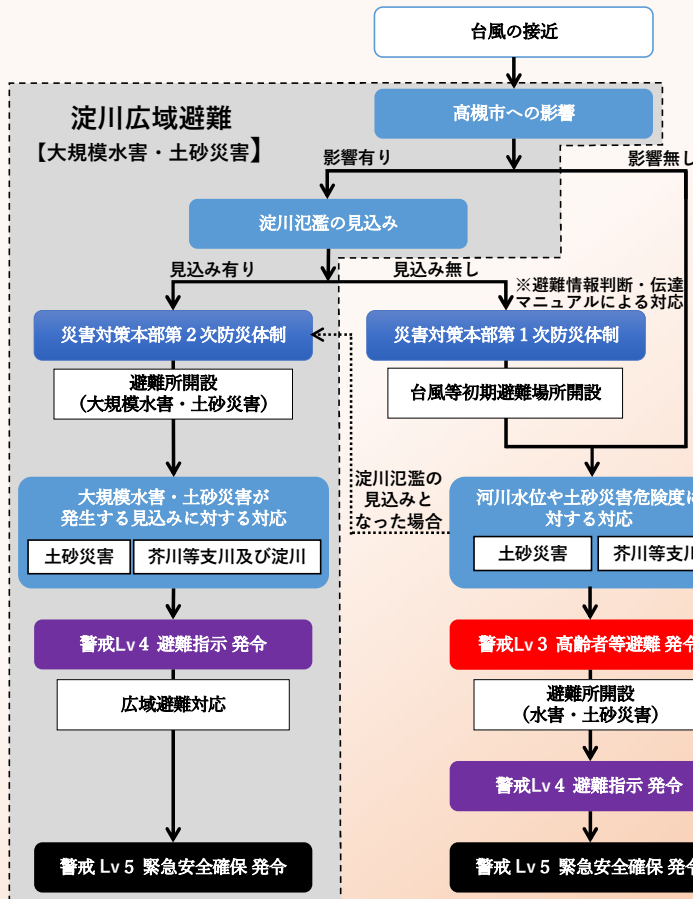 台風の接近
淀川広域避難
【大規模水害・土砂災害】
高槻市への影響
影響有り
影響無し
淀川氾濫の見込み
見込み有り
見込み無し
※避難情報判断・伝達
マニュアルによる対応
災害対策本部第２次防災体制
災害対策本部第１次防災体制
避難所開設
（大規模水害・土砂災害）
台風等初期避難場所開設
淀川氾濫の
見込みと
なった場合
大規模水害・土砂災害が
発生する見込みに対する対応
土砂災害
芥川等支川及び淀川
河川水位や土砂災害危険度に
対する対応
土砂災害
芥川等支川
警戒Lv４ 避難指示 発令
警戒Lv３ 高齢者等避難 発令
広域避難対応
避難所開設
（水害・土砂災害）
警戒Lv４ 避難指示 発令
警戒 Lv５ 緊急安全確保 発令
警戒 Lv５ 緊急安全確保 発令